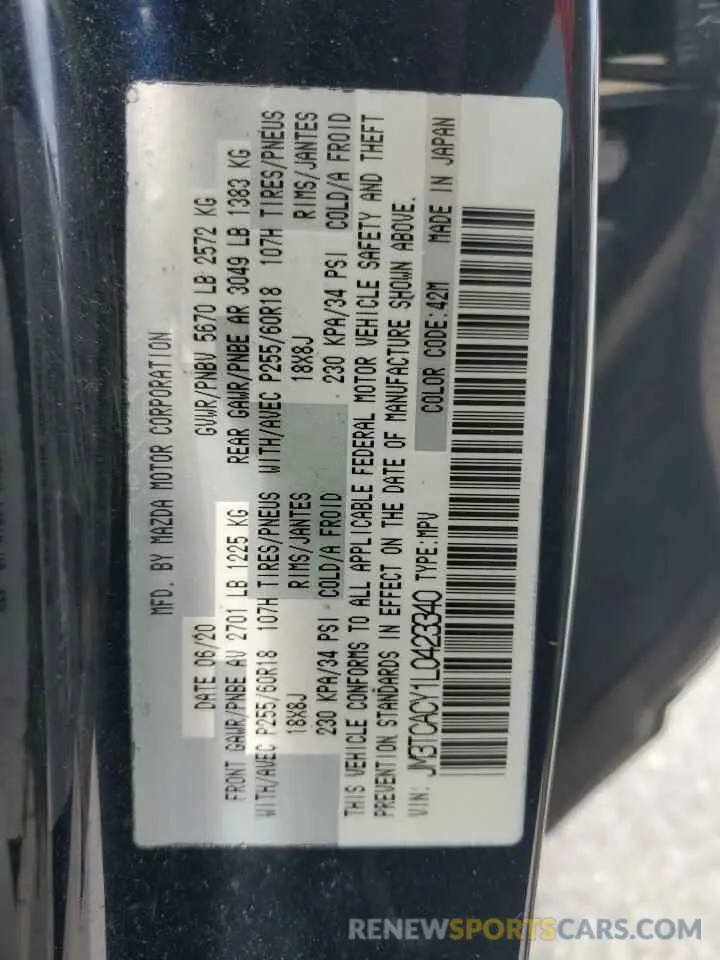 MFD. BY MAZDA MOTOR CORPORATION
DATE 06/20 GVWR/PNBV 5670 LB 2572 KG
FRONT GAWR/PNBE AV 2701 LB 1225 KG REAR GAWR/PNBE AR 3049 LB 1383 KG
WITH/AVEC P255/60R18 107H TIRES/PNEUS WITH/AVEC P255/60R18 107H TIRES/PNEUS
18X8J RIMS/JANTES 18X8J RIMS/JANTES
230 KPA/34 PSI COLD/A FROID 230 KPA/34 PSI COLD/A FROID
THIS VEHICLE CONFORMS TO ALL APPLICABLE FEDERAL MOTOR VEHICLE SAFETY AND THEFT
PREVENTION STANDARDS IN EFFECT ON THE DATE OF MANUFACTURE SHOWN ABOVE.
VIN: JM3TCACY1L0423340 TYPE:MPV COLOR CODE:42M MADE IN JAPAN
RENEWSPORTSCARS.COM